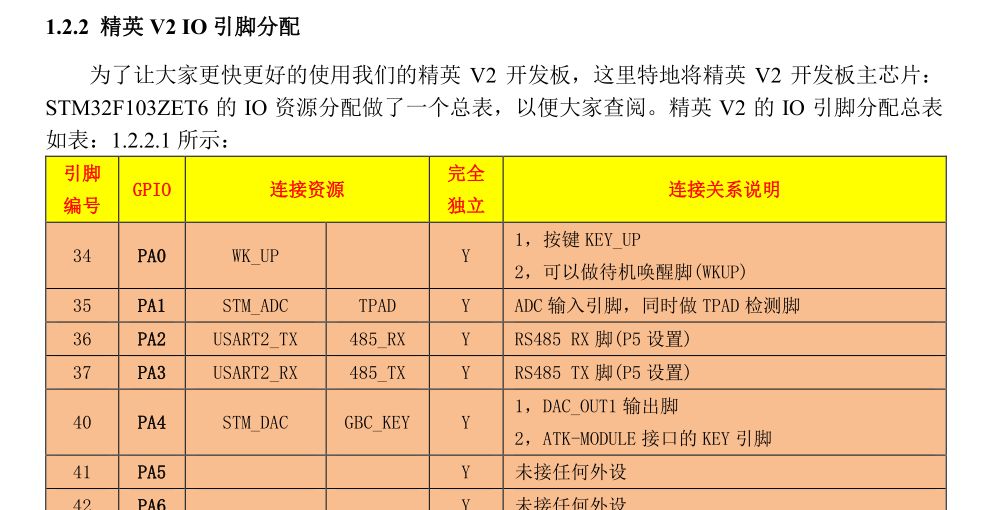 1.2.2 精英 V2 IO 引脚分配
为了让大家更快更好的使用我们的精英 V2 开发板，这里特地将精英 V2 开发板主芯片：
STM32F103ZET6 的 IO 资源分配做了一个总表，以便大家查阅。精英 V2 的 IO 引脚分配总表
如表：1.2.2.1 所示：
引脚编号 GPIO 连接资源 完全独立 连接关系说明
34 PA0 WK_UP Y 1，按键 KEY_UP
2，可以做待机唤醒脚(WKUP)
35 PA1 STM_ADC TPAD Y ADC 输入引脚，同时做 TPAD 检测脚
36 PA2 USART2_TX 485_RX Y RS485 RX 脚(P5 设置)
37 PA3 USART2_RX 485_TX Y RS485 TX 脚(P5 设置)
40 PA4 STM_DAC GBC_KEY Y 1，DAC_OUT1 输出脚
2，ATK-MODULE 接口的 KEY 引脚
41 PA5 Y 未接任何外设
42 PA6 Y 未接任何外设